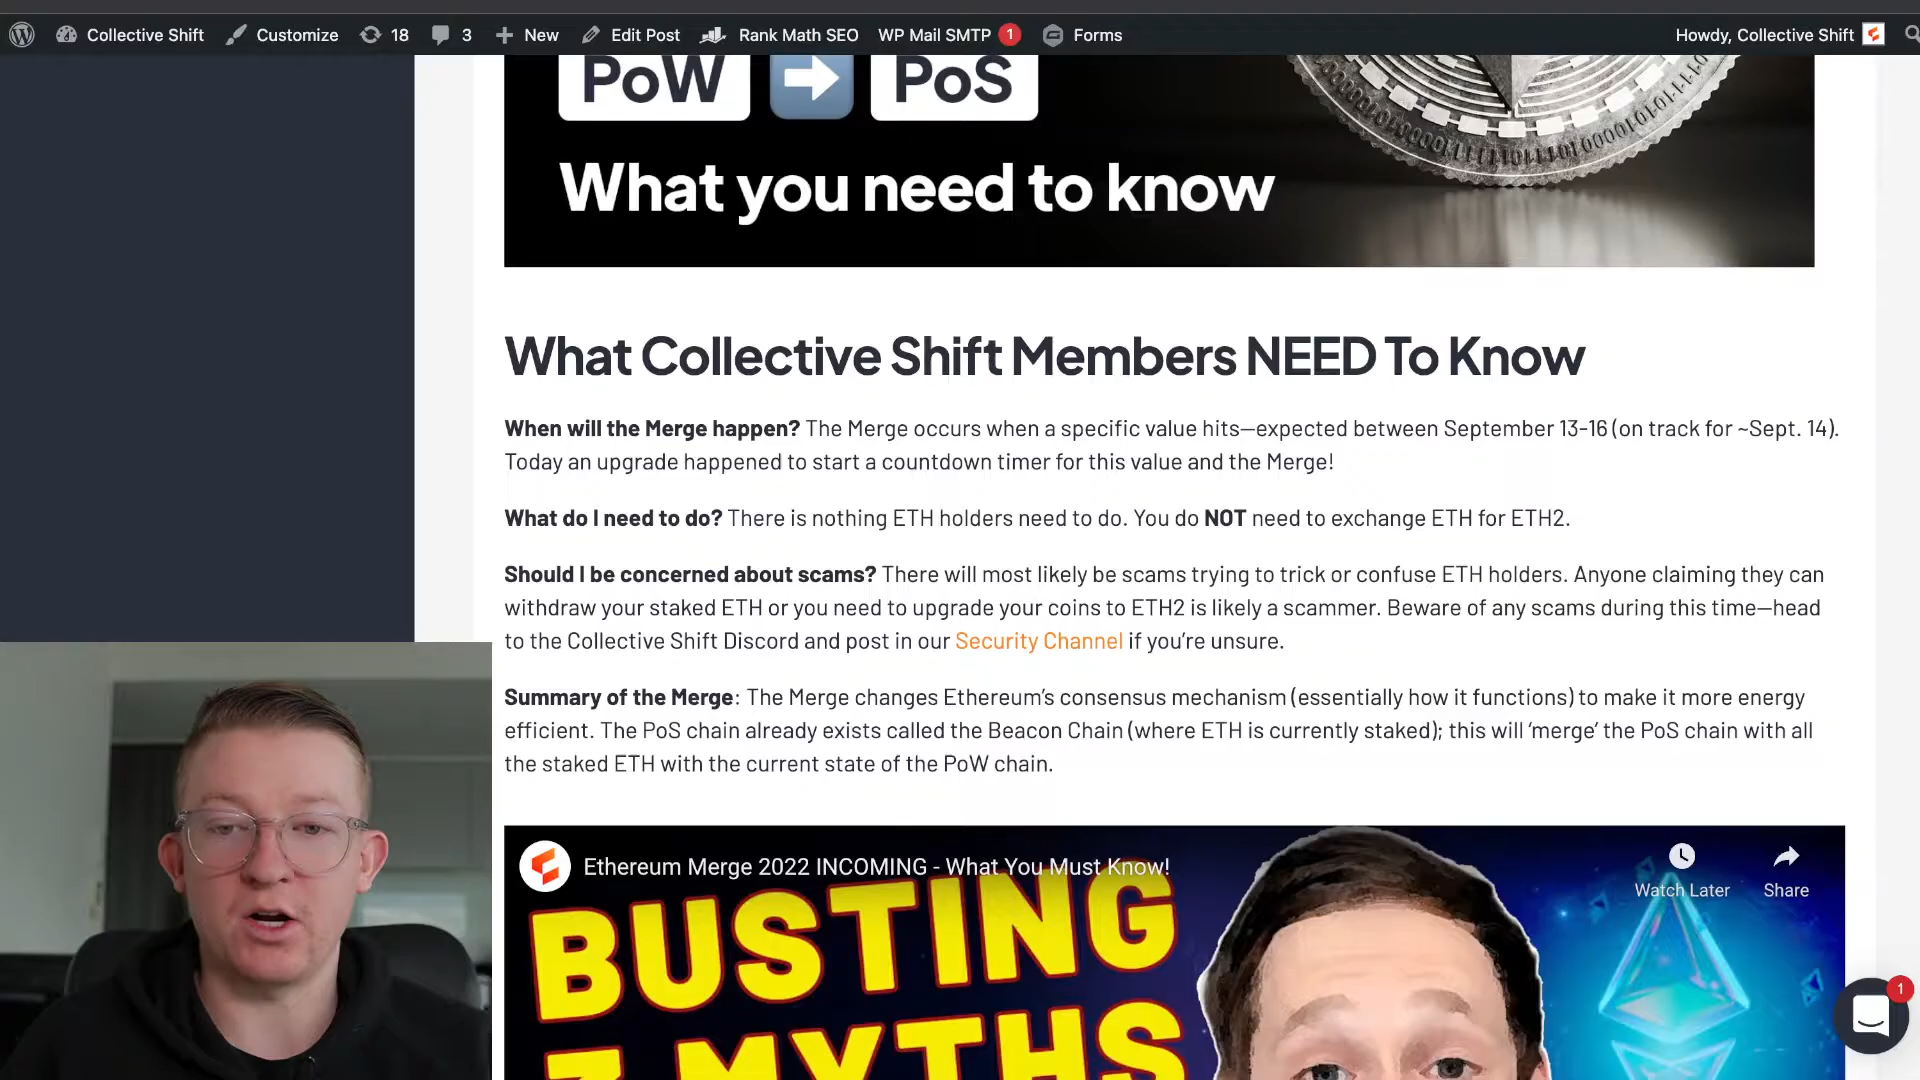 Collective Shift Customize 18 3 New Edit Post Rank Math SEO WP Mail SMTP 1 Forms Howdy, Collective Shift
PoW PoS
What you need to know
What Collective Shift Members NEED To Know
When will the Merge happen? The Merge occurs when a specific value hits—expected between September 13-16 (on track for ~Sept. 14).
Today an upgrade happened to start a countdown timer for this value and the Merge!
What do I need to do? There is nothing ETH holders need to do. You do NOT need to exchange ETH for ETH2.
Should I be concerned about scams? There will most likely be scams trying to trick or confuse ETH holders. Anyone claiming they can
withdraw your staked ETH or you need to upgrade your coins to ETH2 is likely a scammer. Beware of any scams during this time—head
to the Collective Shift Discord and post in our Security Channel if you’re unsure.
Summary of the Merge: The Merge changes Ethereum’s consensus mechanism (essentially how it functions) to make it more energy
efficient. The PoS chain already exists called the Beacon Chain (where ETH is currently staked); this will ‘merge’ the PoS chain with all
the staked ETH with the current state of the PoW chain.
Ethereum Merge 2022 INCOMING - What You Must Know!
Watch Later Share
BUSTING
MYTHS
1